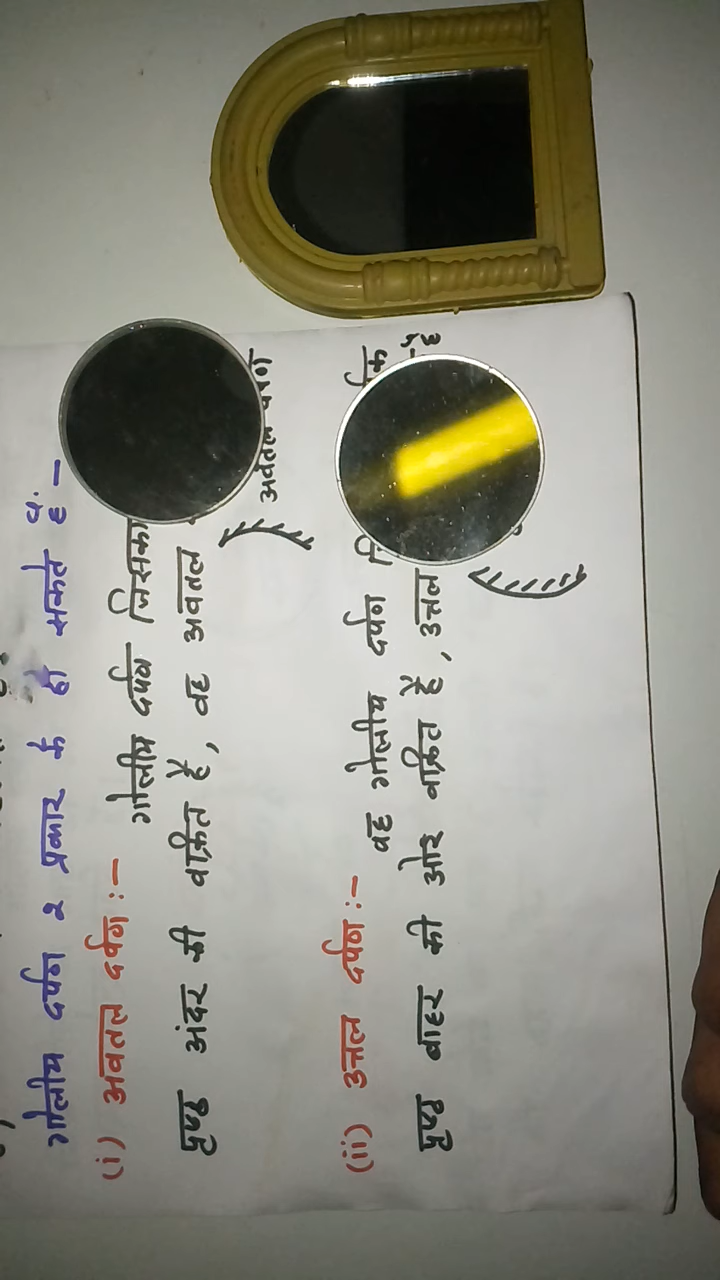 गोलीय दर्पण २ प्रकार के हो सकते हैं -
(i) अवतल दर्पण :- गोलीय दर्पण जिसका
पृष्ठ अंदर की वक्रित हैं, वह अवतल
अवतल दर्पण
(ii) उत्तल दर्पण :- वह गोलीय दर्पण कि
पृष्ठ बाहर की ओर वक्रित हैं, उत्तल है